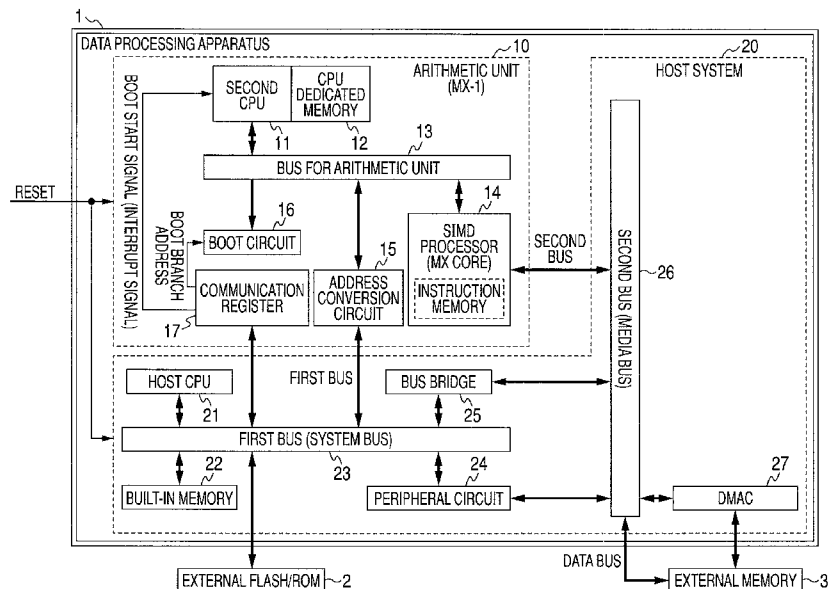 1
DATA PROCESSING APPARATUS
10
20
ARITHMETIC UNIT
(MX-1)
HOST SYSTEM
BOOT START SIGNAL (INTERRUPT SIGNAL)
SECOND
CPU
CPU
DEDICATED
MEMORY
11
12
13
BUS FOR ARITHMETIC UNIT
RESET
BOOT BRANCH
ADDRESS
16
BOOT CIRCUIT
14
SIMD
PROCESSOR
(MX CORE)
INSTRUCTION
MEMORY
SECOND
BUS
SECOND BUS (MEDIA BUS)
26
15
COMMUNICATION
REGISTER
ADDRESS
CONVERSION
CIRCUIT
17
FIRST BUS
HOST CPU
21
BUS BRIDGE
25
FIRST BUS (SYSTEM BUS)
23
22
BUILT-IN MEMORY
24
PERIPHERAL CIRCUIT
27
DMAC
DATA BUS
EXTERNAL FLASH/ROM
2
EXTERNAL MEMORY
3